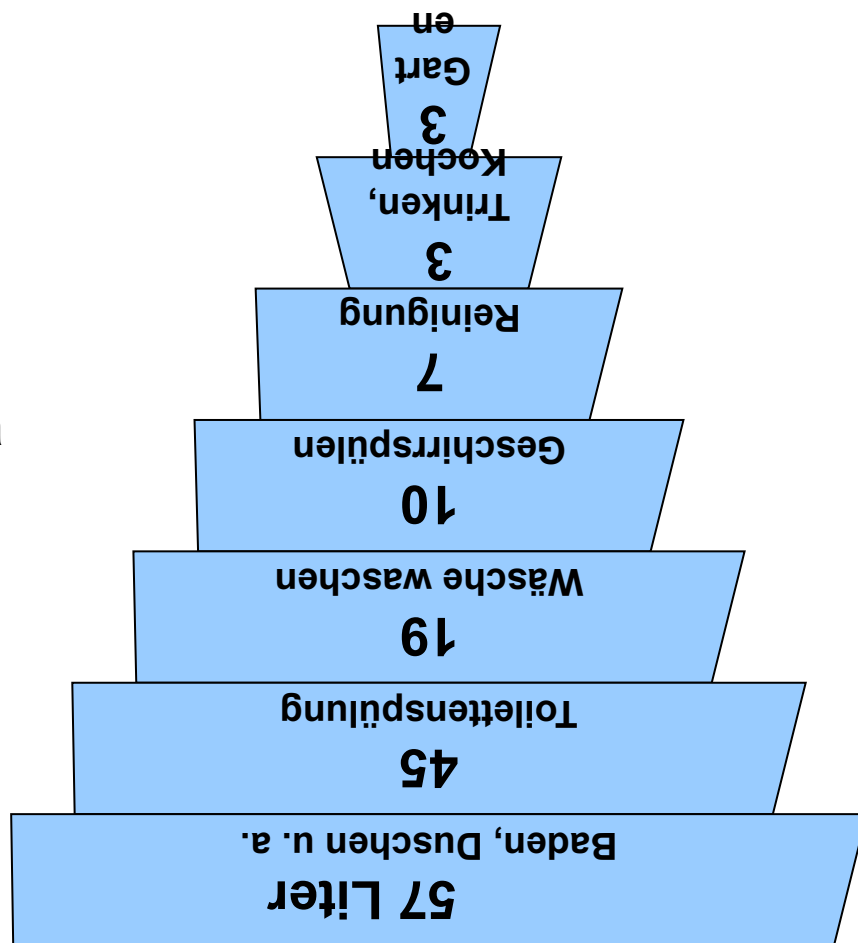 57 Liter
Baden, Duschen u. a.
45
Toilettenspülung
19
Wäsche waschen
10
Geschirrspülen
7
Reinigung
3
Trinken,
Kochen
3
Gart
en